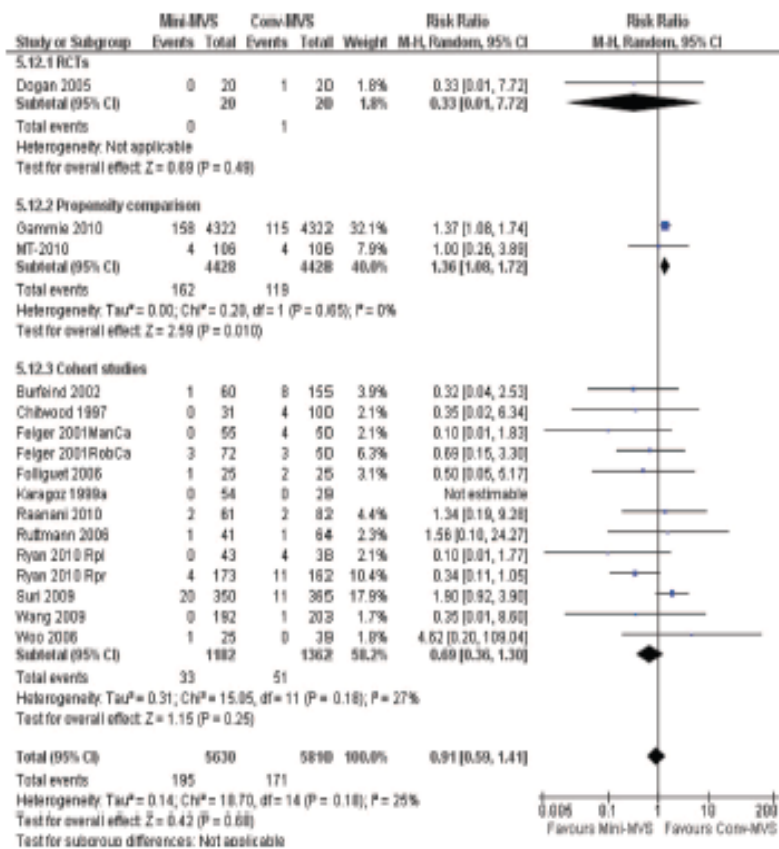 Mini-MVS Conv-MVS Risk Ratio Risk Ratio
Study or Subgroup Events Total Events Total Weight M-H, Random, 95% CI M-H, Random, 95% CI
5.12.1 RCTs
Dogan 2005 0 20 1 20 1.8% 0.33 [0.01, 7.72]
Subtotal (95% CI) 20 20 1.8% 0.33 [0.01, 7.72]
Total events 0 1
Heterogeneity: Not applicable
Test for overall effect: Z = 0.69 (P = 0.49)
5.12.2 Propensity comparison
Gammie 2010 158 4322 115 4322 32.1% 1.37 [1.08, 1.74]
MT-2010 4 106 4 106 7.9% 1.00 [0.26, 3.89]
Subtotal (95% CI) 4428 4428 40.0% 1.36 [1.08, 1.72]
Total events 162 119
Heterogeneity: Tau² = 0.00; Chi² = 0.20, df = 1 (P = 0.65); I² = 0%
Test for overall effect: Z = 2.59 (P = 0.010)
5.12.3 Cohort studies
Burfeind 2002 1 60 8 155 3.9% 0.32 [0.04, 2.53]
Chitwood 1997 0 31 4 100 2.1% 0.35 [0.02, 6.34]
Felger 2001ManCa 0 55 4 50 2.1% 0.10 [0.01, 1.83]
Felger 2001RobCa 3 72 3 50 6.3% 0.69 [0.15, 3.30]
Folliguet 2006 1 25 2 25 3.1% 0.50 [0.05, 5.17]
Karagoz 1999a 0 54 0 29 Not estimable
Raanani 2010 2 61 2 82 4.4% 1.34 [0.19, 9.28]
Ruttmann 2006 1 41 1 64 2.3% 1.56 [0.10, 24.27]
Ryan 2010 Rpl 0 43 4 38 2.1% 0.10 [0.01, 1.77]
Ryan 2010 Rpr 4 173 11 162 10.4% 0.34 [0.11, 1.05]
Suri 2009 20 350 11 365 17.9% 1.90 [0.92, 3.90]
Wang 2009 0 192 1 203 1.7% 0.35 [0.01, 8.60]
Woo 2006 1 25 0 39 1.8% 4.62 [0.20, 109.04]
Subtotal (95% CI) 1182 1362 58.2% 0.69 [0.36, 1.30]
Total events 33 51
Heterogeneity: Tau² = 0.31; Chi² = 15.05, df = 11 (P = 0.18); I² = 27%
Test for overall effect: Z = 1.15 (P = 0.25)
Total (95% CI) 5630 5810 100.0% 0.91 [0.59, 1.41]
Total events 195 171
Heterogeneity: Tau² = 0.14; Chi² = 18.70, df = 14 (P = 0.18); I² = 25%
Test for overall effect: Z = 0.42 (P = 0.68)
Test for subgroup differences: Not applicable
0.005 0.1 1 10 200
Favours Mini-MVS Favours Conv-MVS